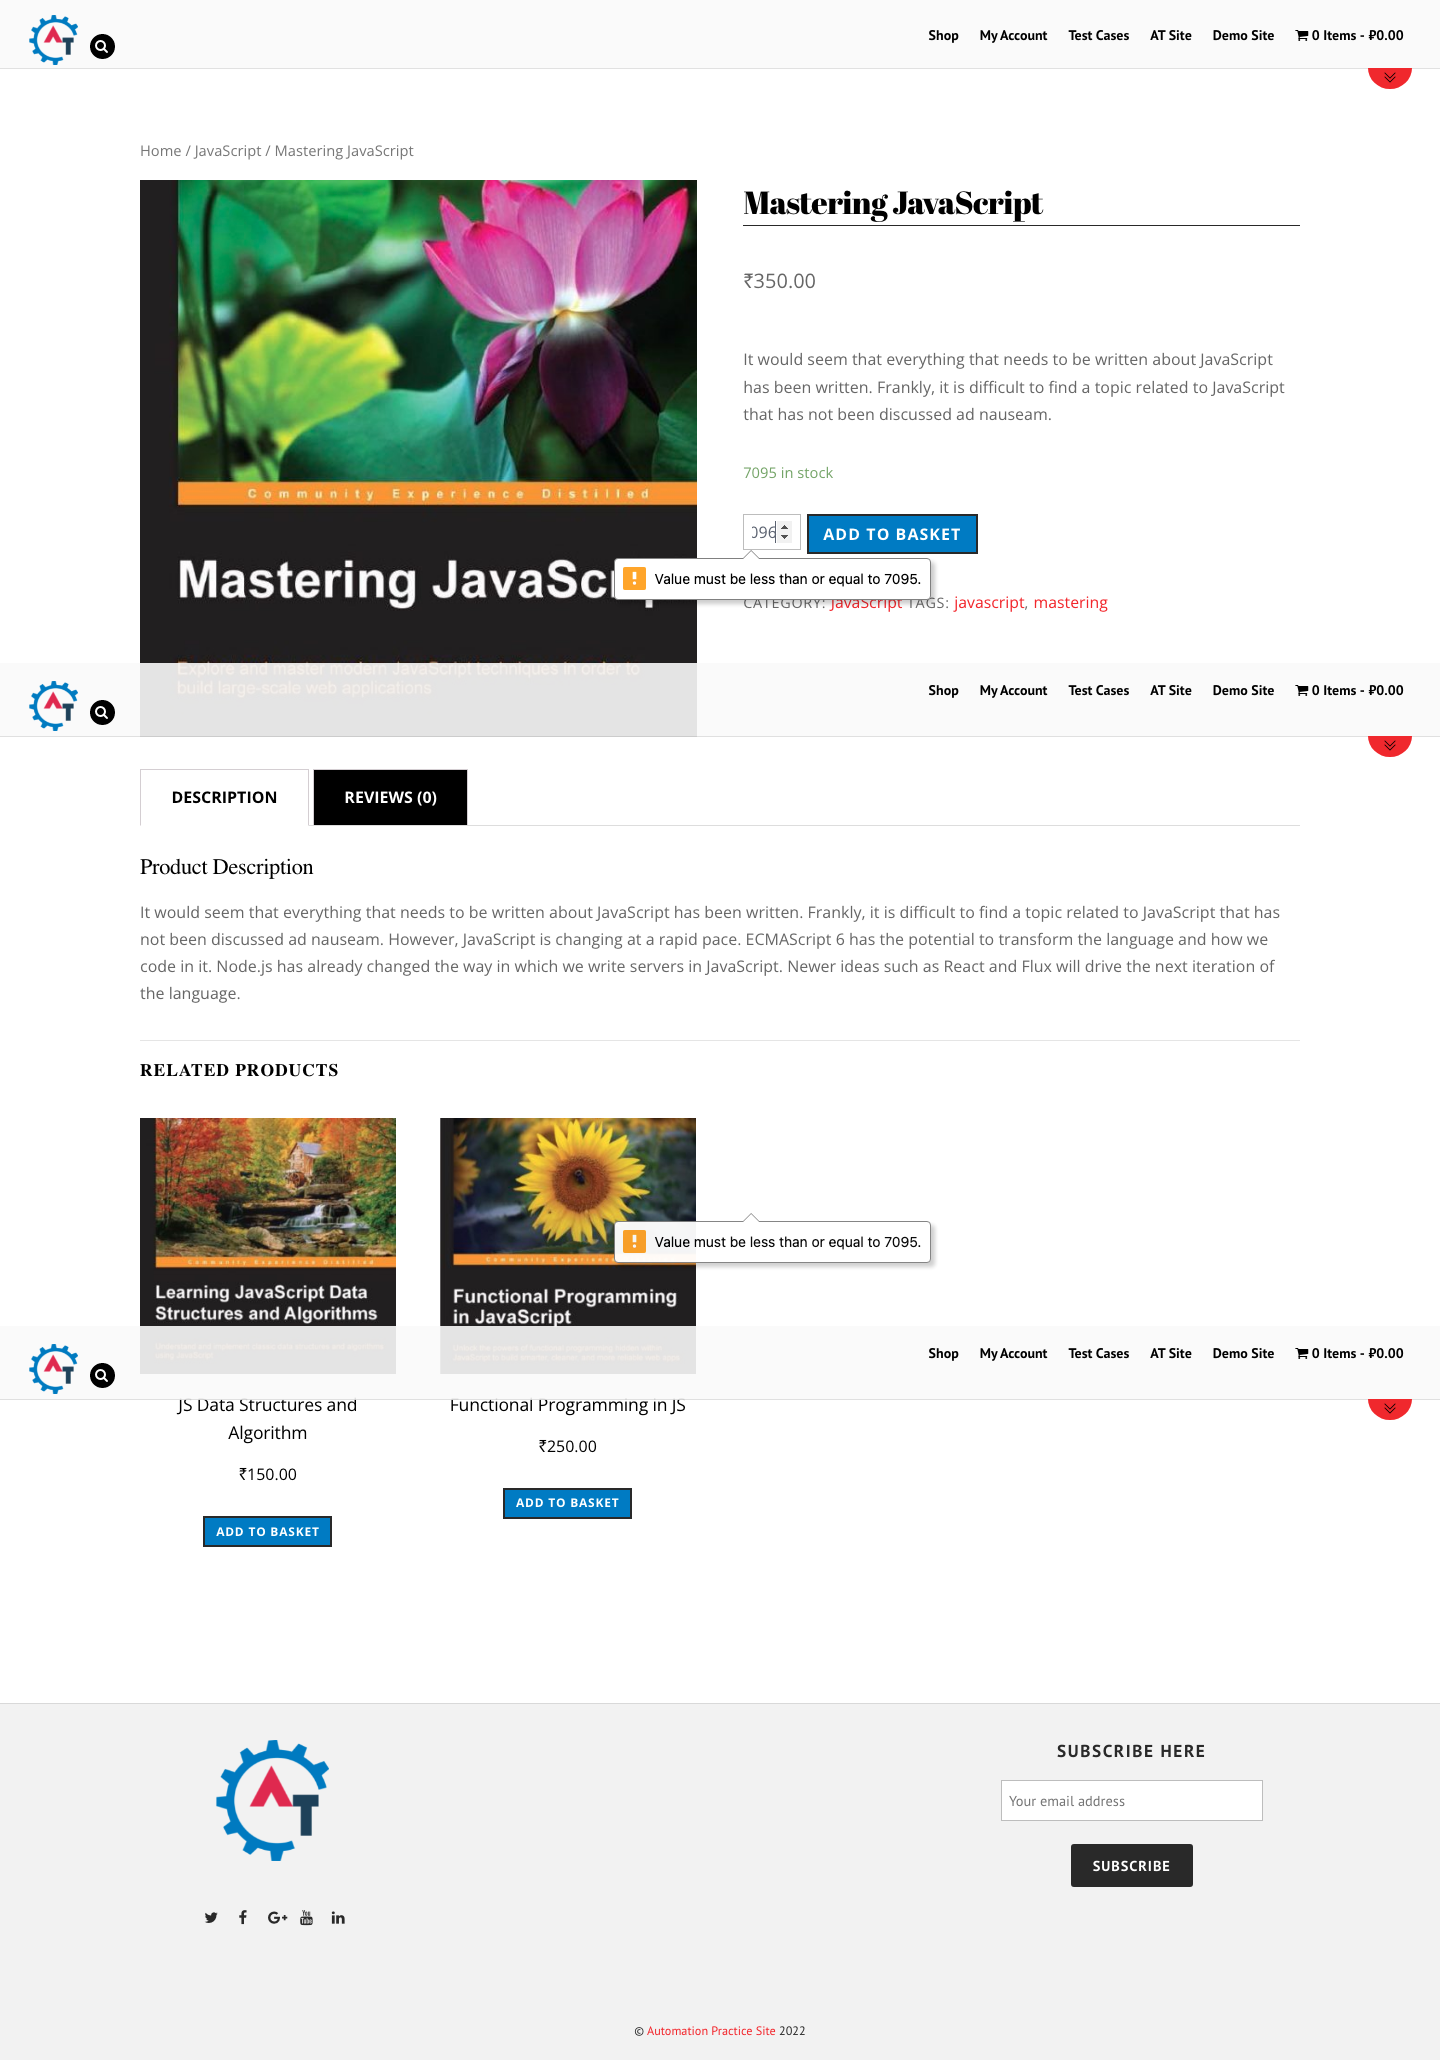 Shop My Account Test Cases AT Site Demo Site 0 Items - ₽0.00
Home / JavaScript / Mastering JavaScript
Community Experience Distilled
Mastering JavaSc
Explore and master modern JavaScript techniques in order to
build large-scale web applications
Mastering JavaScript
₹350.00
It would seem that everything that needs to be written about JavaScript
has been written. Frankly, it is difficult to find a topic related to JavaScript
that has not been discussed ad nauseam.
7095 in stock
096 ADD TO BASKET
Value must be less than or equal to 7095.
CATEGORY: JavaScript TAGS: javascript, mastering
Shop My Account Test Cases AT Site Demo Site 0 Items - ₽0.00
DESCRIPTION REVIEWS (0)
Product Description
It would seem that everything that needs to be written about JavaScript has been written. Frankly, it is difficult to find a topic related to JavaScript that has
not been discussed ad nauseam. However, JavaScript is changing at a rapid pace. ECMAScript 6 has the potential to transform the language and how we
code in it. Node.js has already changed the way in which we write servers in JavaScript. Newer ideas such as React and Flux will drive the next iteration of
the language.
RELATED PRODUCTS
Community Experience Distilled
Learning JavaScript Data
Structures and Algorithms
Community Experience
Functional Programming
in JavaScript
Value must be less than or equal to 7095.
Shop My Account Test Cases AT Site Demo Site 0 Items - ₽0.00
JS Data Structures and
Algorithm
₹150.00
ADD TO BASKET
Functional Programming in JS
₹250.00
ADD TO BASKET
AT
SUBSCRIBE HERE
Your email address
SUBSCRIBE
© Automation Practice Site 2022